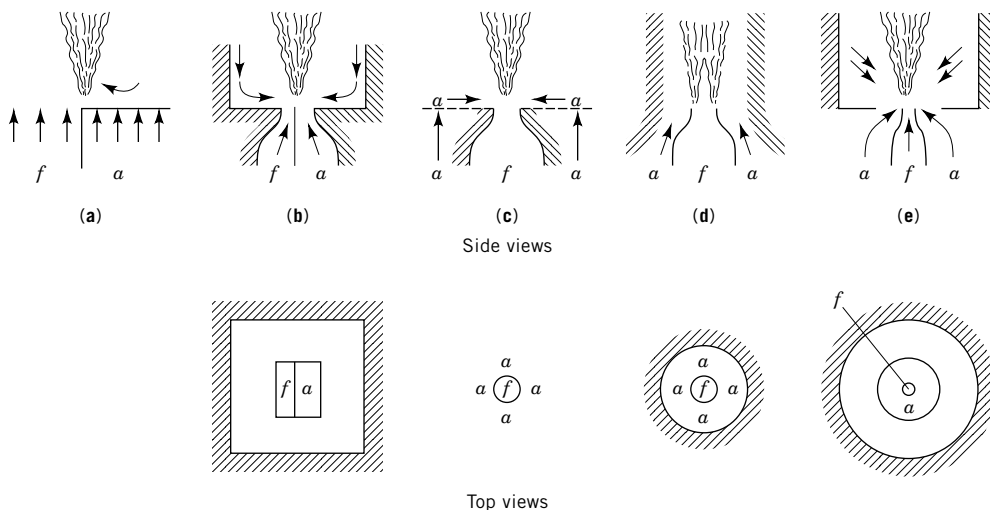 a a
f a f a a f a a f a a f a
(a) (b) (c) (d) (e)
Side views
f
a a
f a a f a a f a a
a a
Top views